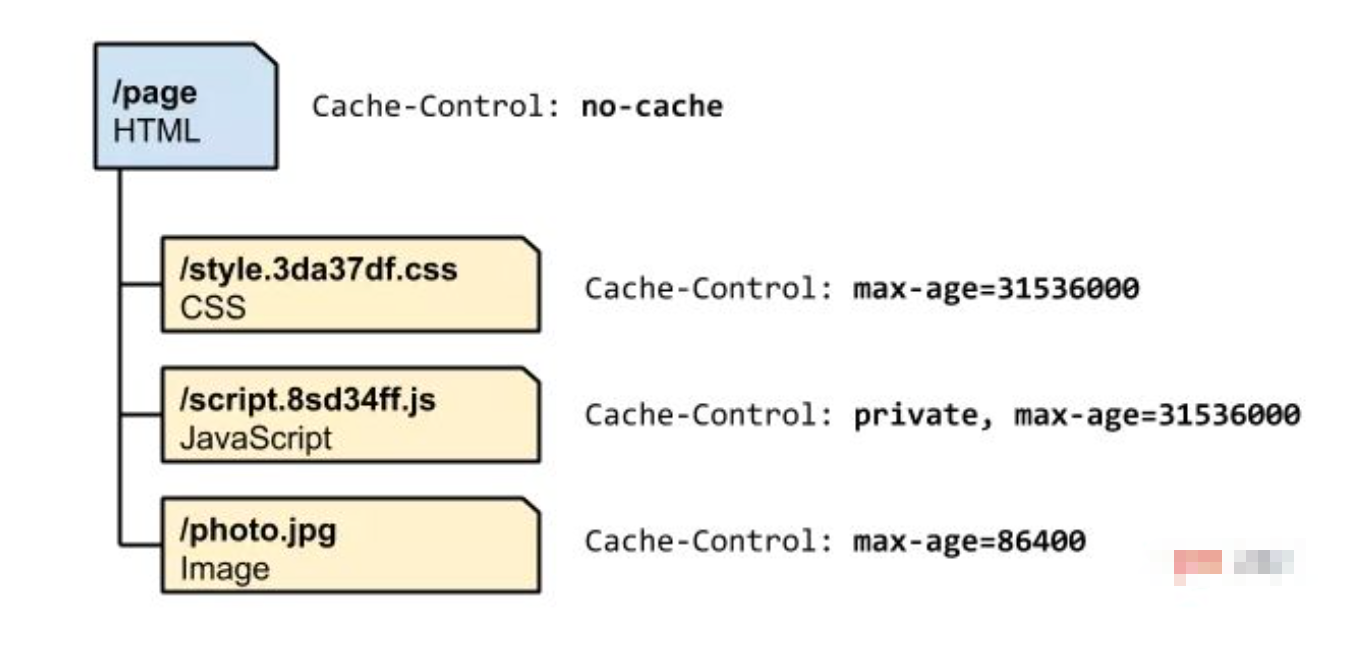 /page
HTML
Cache-Control: no-cache
/style.3da37df.css
CSS
Cache-Control: max-age=31536000
/script.8sd34ff.js
JavaScript
Cache-Control: private, max-age=31536000
/photo.jpg
Image
Cache-Control: max-age=86400